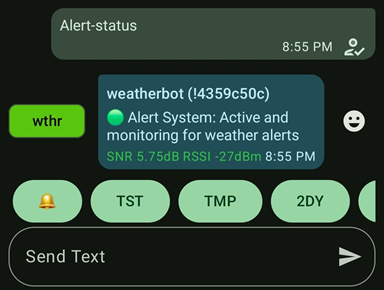 Alert-status
8:55 PM
weatherbot (!4359c50c)
wthr
🟢 Alert System: Active and
monitoring for weather alerts
SNR 5.75dB RSSI -27dBm 8:55 PM
🔔 TST TMP 2DY
Send Text